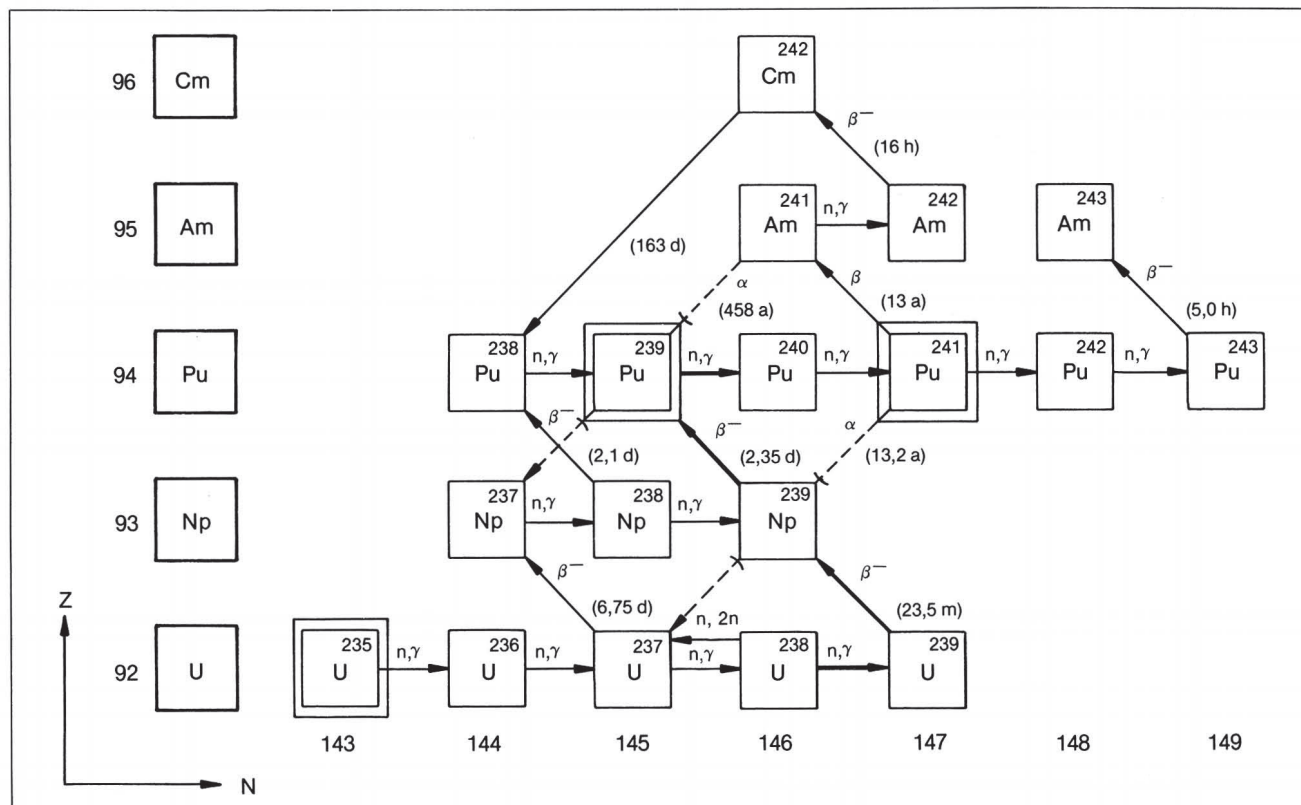 242
96 Cm Cm
β−
(16 h)
241 242 243
95 Am Am n,γ Am Am
(163 d) β−
α β
(458 a) (13 a) (5,0 h)
238 239 240 241 242 243
94 Pu Pu n,γ Pu n,γ Pu n,γ Pu n,γ Pu n,γ Pu
β− β− α
(2,1 d) (2,35 d) (13,2 a)
237 238 239
93 Np Np n,γ Np n,γ Np
β− β−
Z (6,75 d) n, 2n (23,5 m)
235 236 237 238 239
92 U U n,γ U n,γ U n,γ U n,γ U
143 144 145 146 147 148 149
N